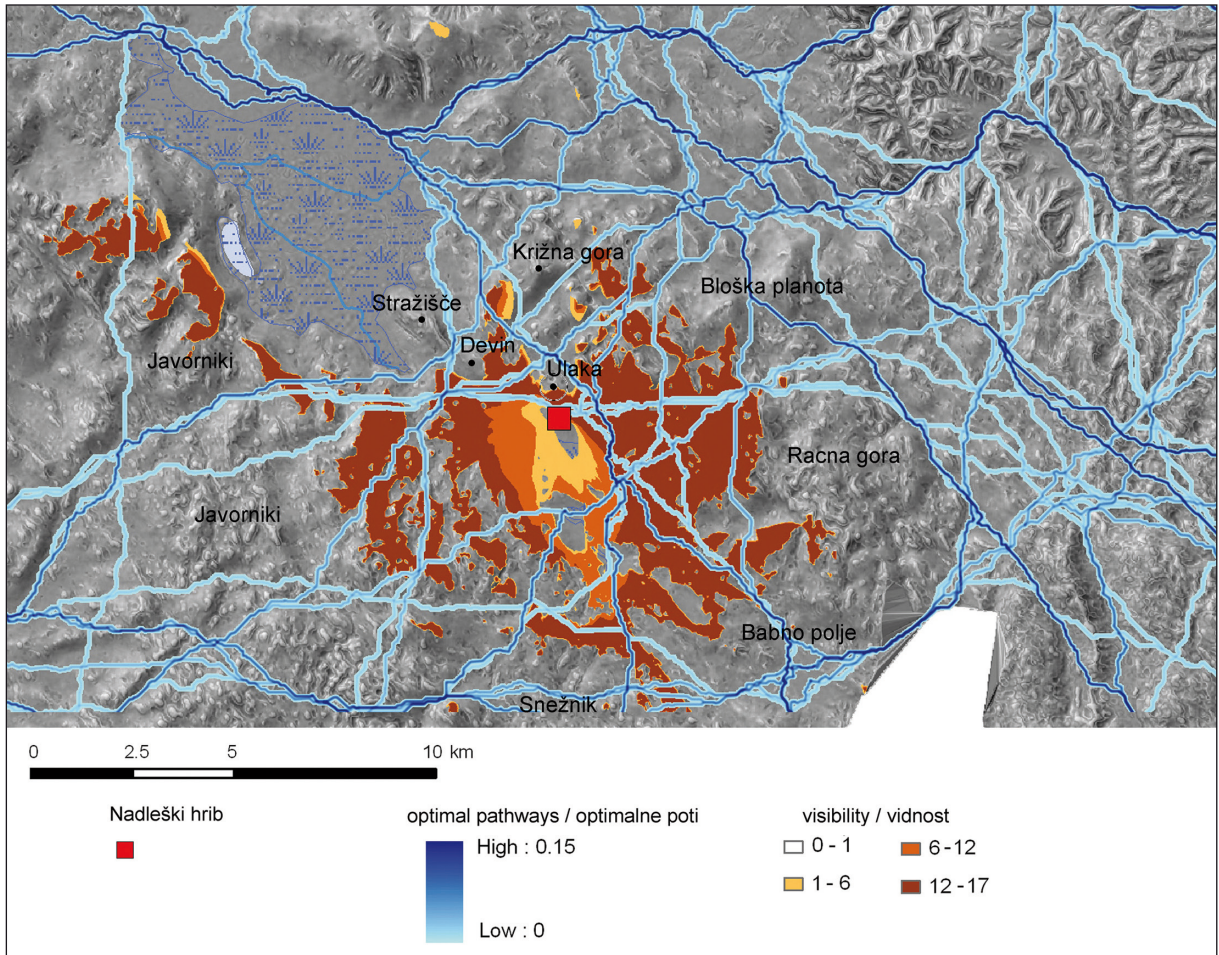 Križna gora
Bloška planota
Stražišče
Devin
Javorniki
Ulaka
Racna gora
Javorniki
Babno polje
Snežnik
0 2.5 5 10 km
Nadleški hrib
optimal pathways / optimalne poti
High : 0.15
Low : 0
visibility / vidnost
0 - 1
6 -12
1 - 6
12 -17